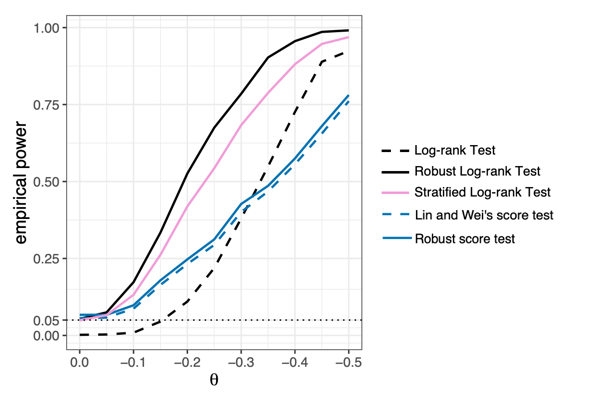 1.00
0.75
0.50
0.25
0.05
0.00
empirical power
0.0 −0.1 −0.2 −0.3 −0.4 −0.5
θ
Log-rank Test
Robust Log-rank Test
Stratified Log-rank Test
Lin and Wei's score test
Robust score test